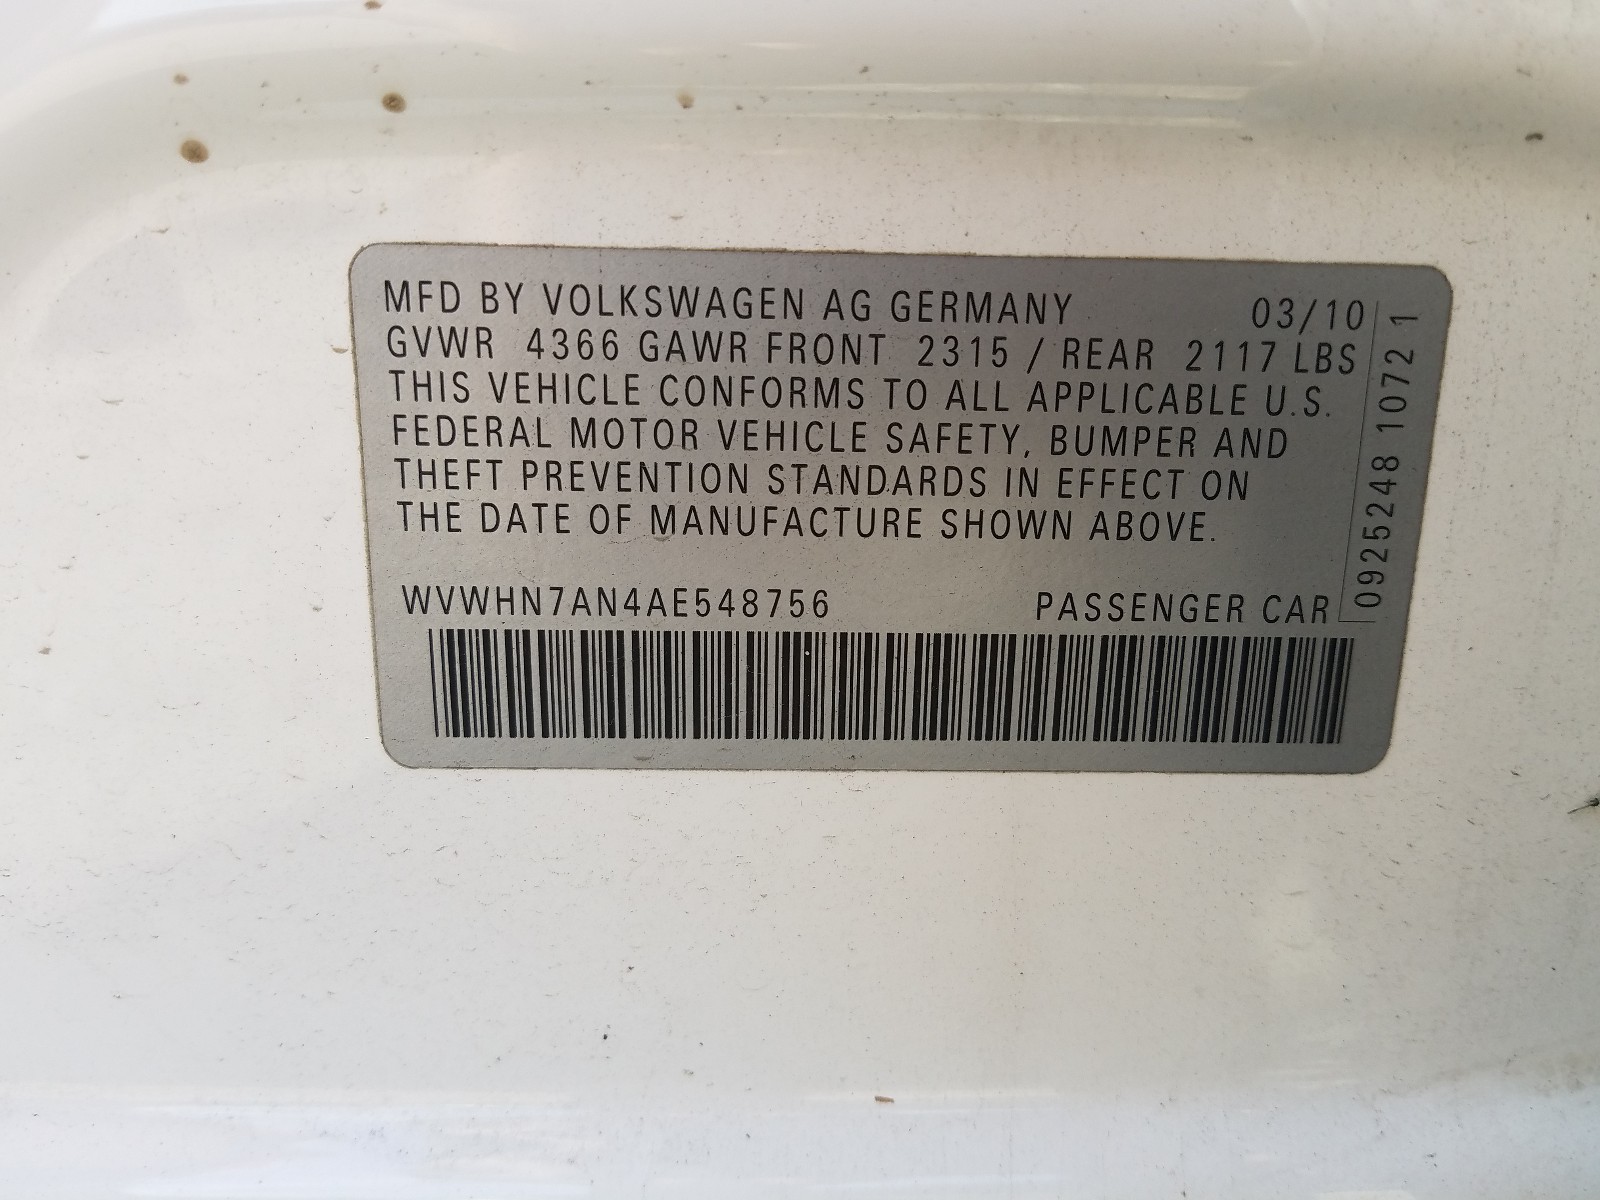 MFD BY VOLKSWAGEN AG GERMANY 03/10
GVWR 4366 GAWR FRONT 2315 / REAR 2117 LBS
THIS VEHICLE CONFORMS TO ALL APPLICABLE U.S.
FEDERAL MOTOR VEHICLE SAFETY, BUMPER AND
THEFT PREVENTION STANDARDS IN EFFECT ON
THE DATE OF MANUFACTURE SHOWN ABOVE.
WVWHN7AN4AE548756 PASSENGER CAR
0925248 1072 1